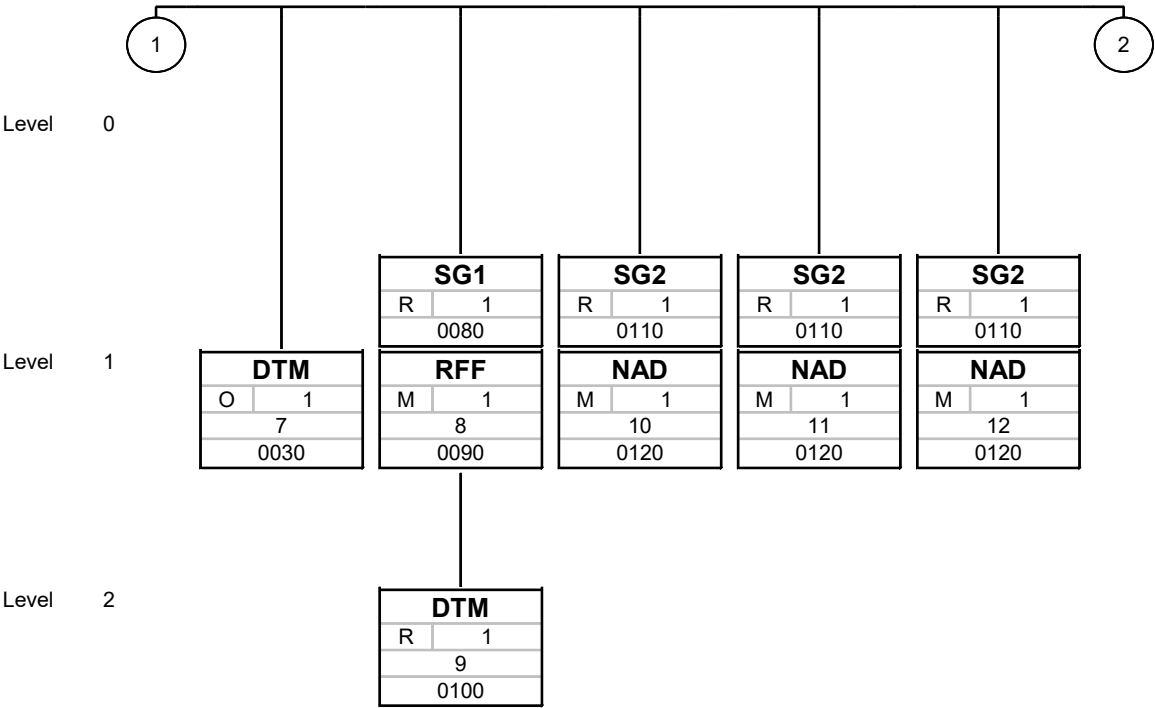 1 2
Level 0
SG1 SG2 SG2 SG2
R 1 R 1 R 1 R 1
0080 0110 0110 0110
Level 1 DTM RFF NAD NAD NAD
O 1 M 1 M 1 M 1 M 1
7 8 10 11 12
0030 0090 0120 0120 0120
Level 2 DTM
R 1
9
0100